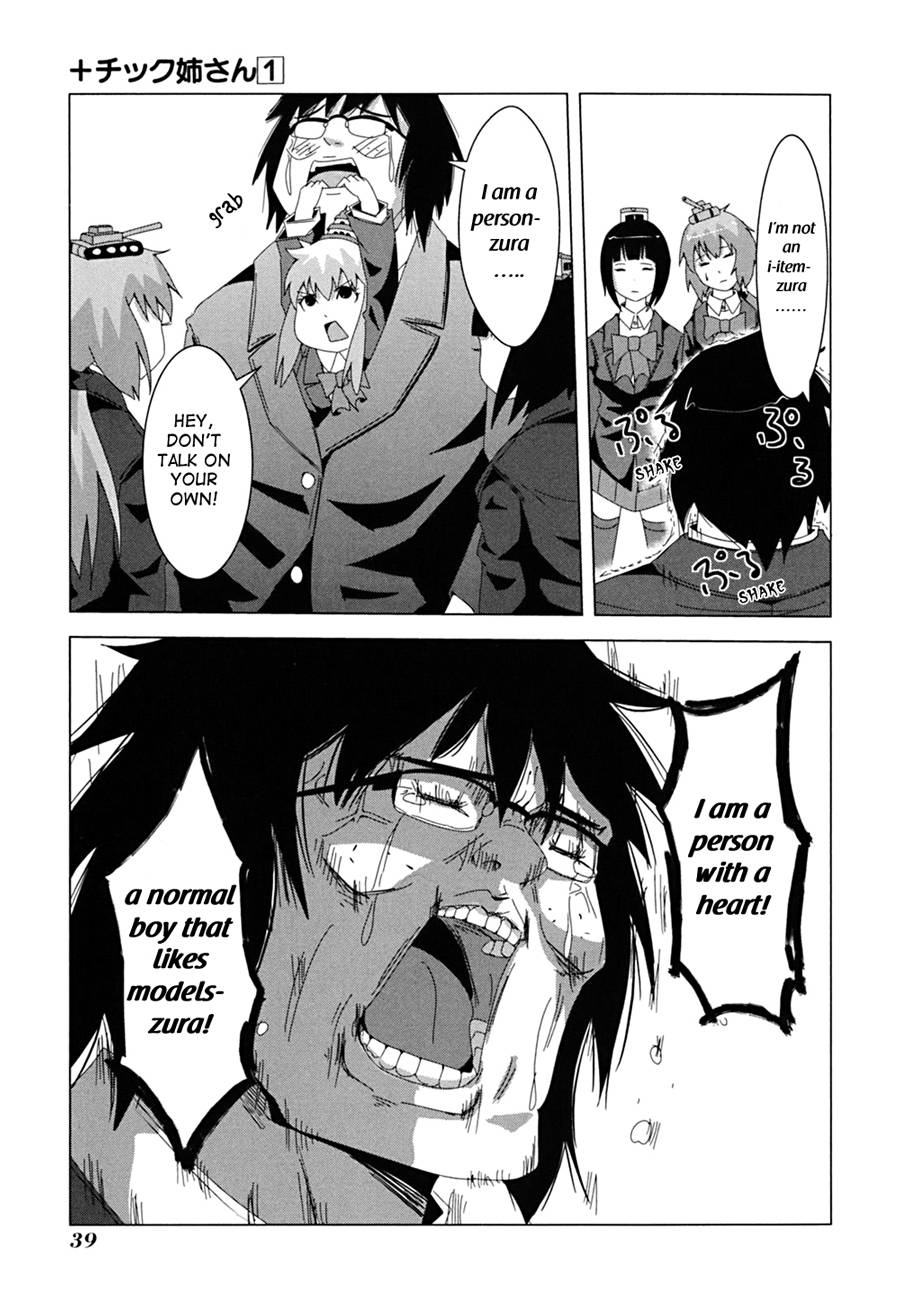 +チック姉さん 1
I'm not
an
i-item-
zura
......
ぷる
SHAKE
ぷる
ぷる
SHAKE
I am a
person-
zura
.....
grab
HEY,
DON'T
TALK ON
YOUR
OWN!
I am a
person
with a
heart!
a normal
boy that
likes
models-
zura!
39